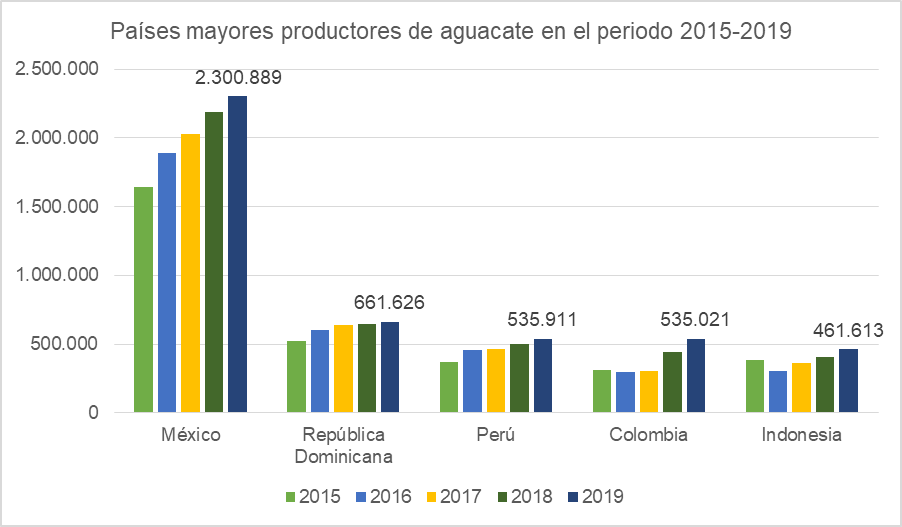 Países mayores productores de aguacate en el periodo 2015-2019
2.500.000
2.000.000
1.500.000
1.000.000
500.000
0
2.300.889
661.626
535.911
535.021
461.613
México
República
Dominicana
Perú
Colombia
Indonesia
2015 2016 2017 2018 2019